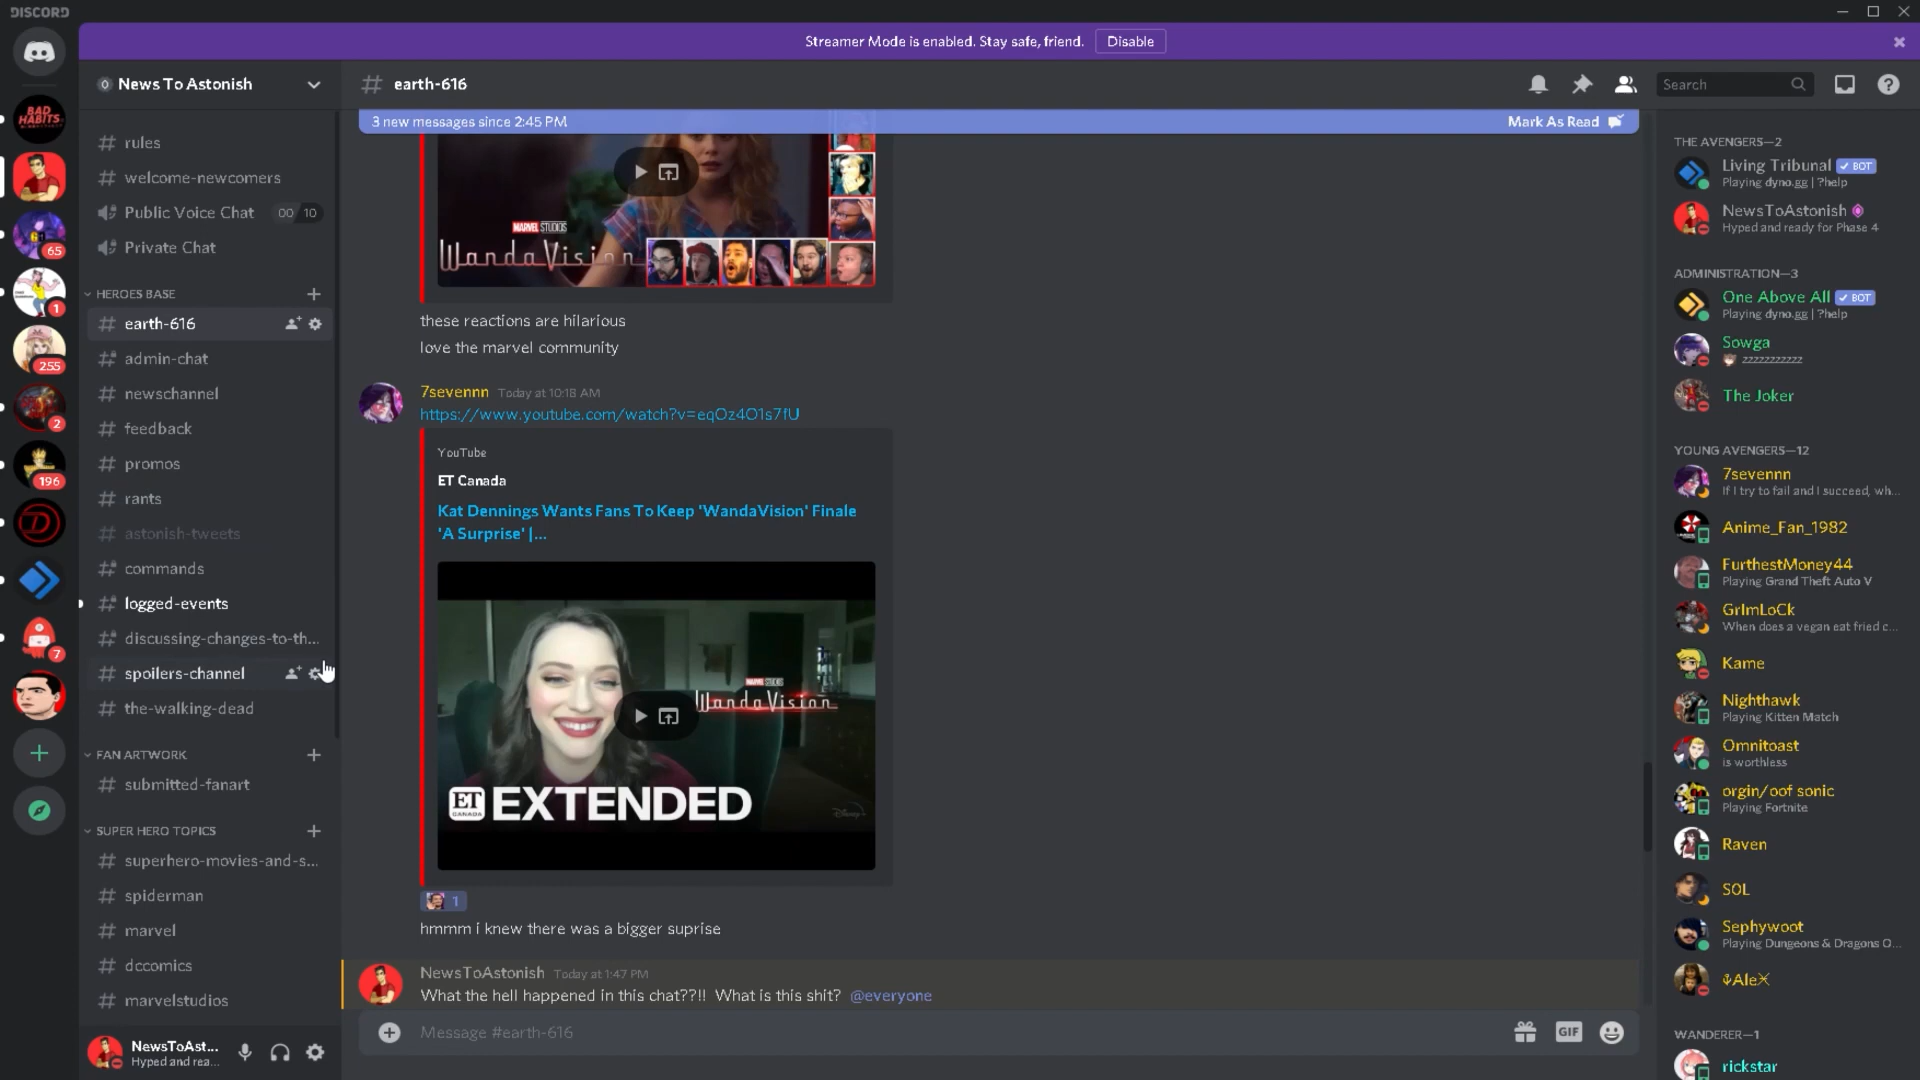 DISCORD
Streamer Mode is enabled. Stay safe, friend. Disable
BAD HABITS
65
1
255
2
196
7
News To Astonish
rules
welcome-newcomers
Public Voice Chat 00 10
Private Chat
HEROES BASE
earth-616
admin-chat
newschannel
feedback
promos
rants
astonish-tweets
commands
logged-events
discussing-changes-to-th...
spoilers-channel
the-walking-dead
FAN ARTWORK
submitted-fanart
SUPER HERO TOPICS
superhero-movies-and-s...
spiderman
marvel
dccomics
marvelstudios
NewsToAst...
Hyped and rea...
# earth-616
Search
3 new messages since 2:45 PM Mark As Read
MARVEL STUDIOS
WandaVision
these reactions are hilarious
love the marvel community
7sevennn Today at 10:18 AM
https://www.youtube.com/watch?v=eqOz4O1s7fU
YouTube
ET Canada
Kat Dennings Wants Fans To Keep 'WandaVision' Finale
'A Surprise' |...
MARVEL STUDIOS
WandaVision
ET CANADA EXTENDED
Disney+
1
hmmm i knew there was a bigger suprise
NewsToAstonish Today at 1:47 PM
What the hell happened in this chat??!! What is this shit? @everyone
Message #earth-616
GIF
THE AVENGERS—2
Living Tribunal BOT
Playing dyno.gg | ?help
NewsToAstonish
Hyped and ready for Phase 4
ADMINISTRATION—3
One Above All BOT
Playing dyno.gg | ?help
Sowga
zzzzzzzzzzz
The Joker
YOUNG AVENGERS—12
7sevennn
If I try to fail and I succeed, wh...
Anime_Fan_1982
FurthestMoney44
Playing Grand Theft Auto V
GrImLoCk
When does a vegan eat fried c...
Kame
Nighthawk
Playing Kitten Match
Omnitoast
is worthless
orgin/oof sonic
Playing Fortnite
Raven
SOL
Sephywoot
Playing Dungeons & Dragons O...
⚶Ale⚹
WANDERER—1
rickstar